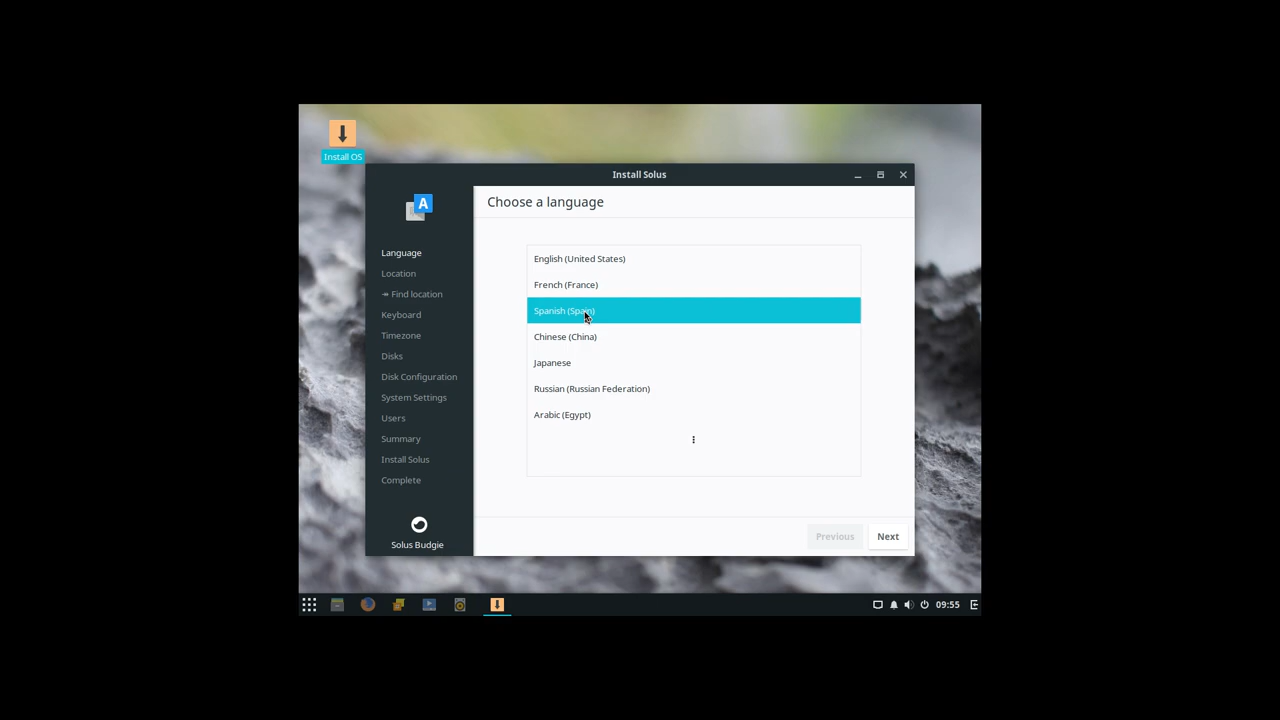 Install OS
Install Solus
A
Choose a language
Language
Location
↠ Find location
Keyboard
Timezone
Disks
Disk Configuration
System Settings
Users
Summary
Install Solus
Complete
Solus Budgie
English (United States)
French (France)
Spanish (Spain)
Chinese (China)
Japanese
Russian (Russian Federation)
Arabic (Egypt)
Previous
Next
09:55